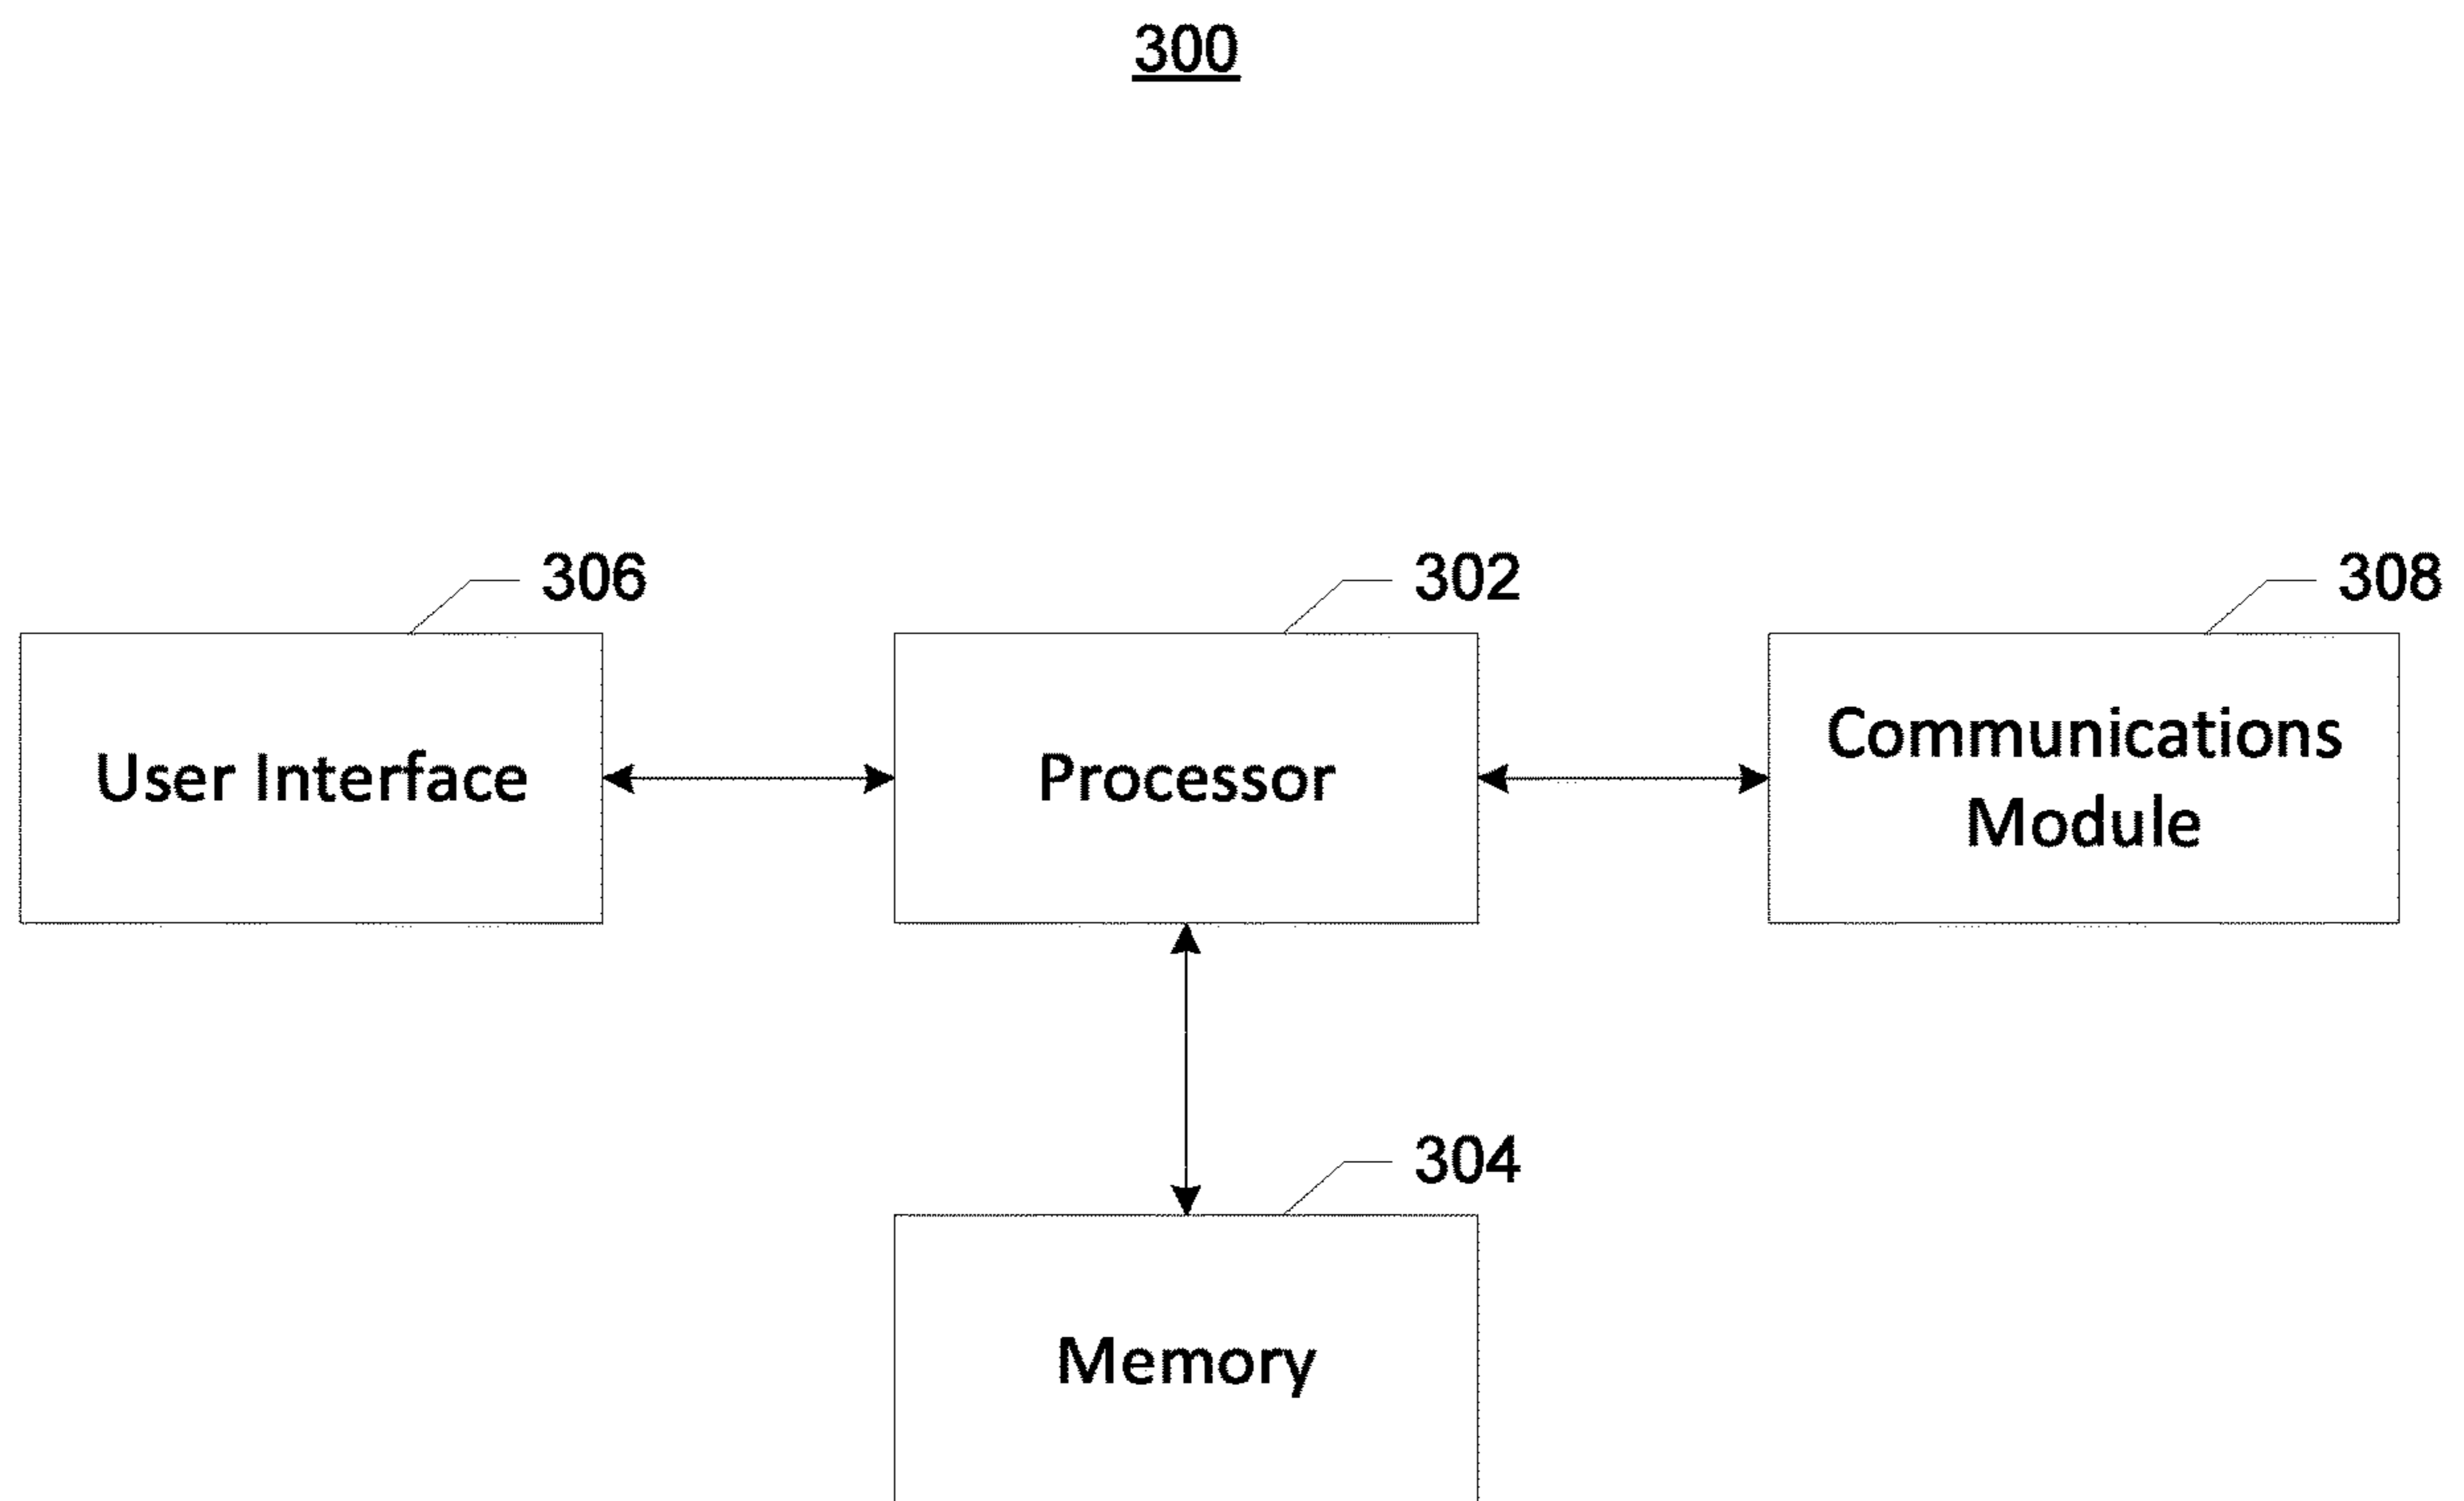 300
306
302
308
User Interface
Processor
Communications
Module
304
Memory